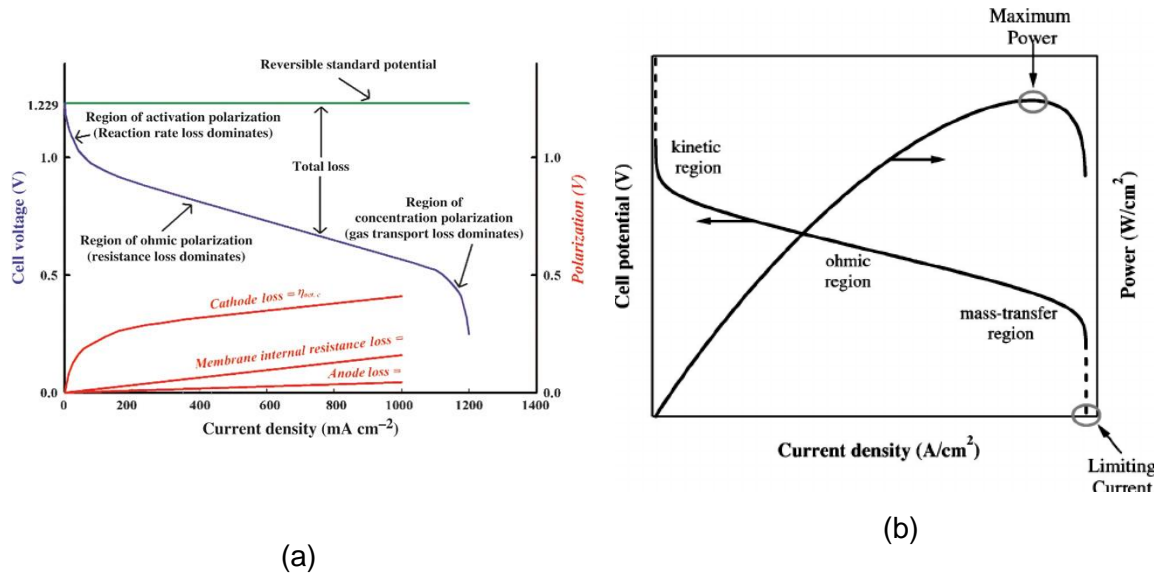 Reversible standard potential
1.229
Region of activation polarization
(Reaction rate loss dominates)
1.0
Total loss
1.0
Region of
concentration polarization
(gas transport loss dominates)
Region of ohmic polarization
(resistance loss dominates)
0.5
0.5
Cathode loss = ηact, c
Membrane internal resistance loss =
Anode loss =
0.0
0.0
0
200
400
600
800
1000
1200
1400
Cell voltage (V)
Polarization (V)
Current density (mA cm⁻²)
(a)
Maximum
Power
kinetic
region
ohmic
region
mass-transfer
region
Cell potential (V)
Power (W/cm²)
Current density (A/cm²)
Limiting
Current
(b)